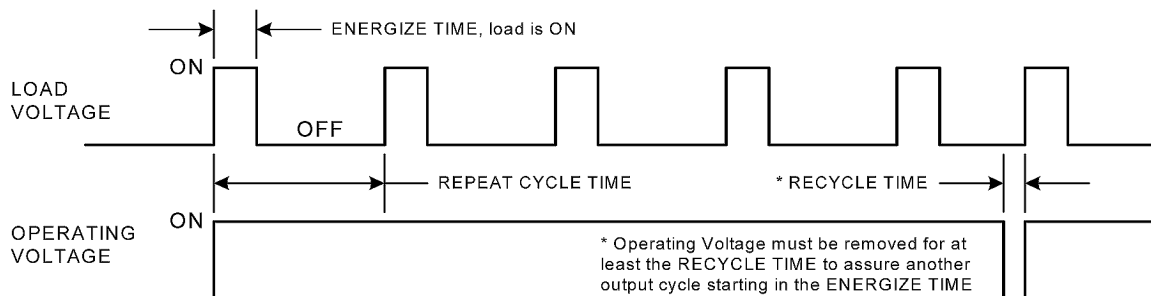 ENERGIZE TIME, load is ON
ON
LOAD
VOLTAGE
OFF
REPEAT CYCLE TIME
* RECYCLE TIME
ON
OPERATING
VOLTAGE
* Operating Voltage must be removed for at
least the RECYCLE TIME to assure another
output cycle starting in the ENERGIZE TIME